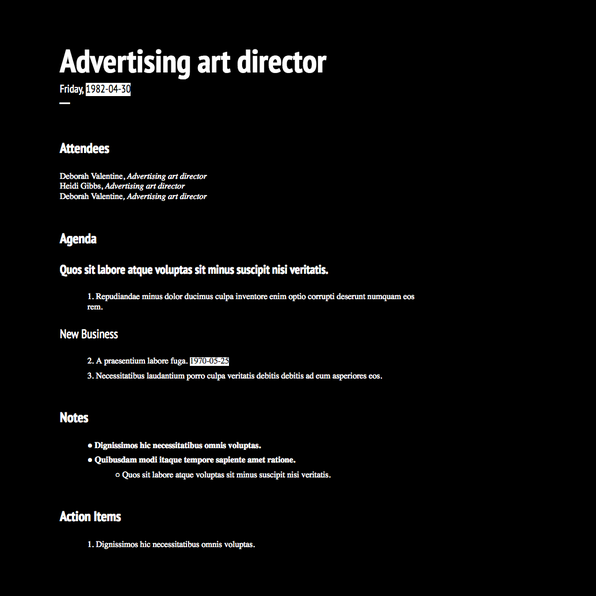 Advertising art director
Friday, 1982-04-30
Attendees
Deborah Valentine, Advertising art director
Heidi Gibbs, Advertising art director
Deborah Valentine, Advertising art director
Agenda
Quos sit labore atque voluptas sit minus suscipit nisi veritatis.
1. Repudiandae minus dolor ducimus culpa inventore enim optio corrupti deserunt numquam eos
rem.
New Business
2. A praesentium labore fuga. 1970-05-25
3. Necessitatibus laudantium porro culpa veritatis debitis debitis ad eum asperiores eos.
Notes
● Dignissimos hic necessitatibus omnis voluptas.
● Quibusdam modi itaque tempore sapiente amet ratione.
○ Quos sit labore atque voluptas sit minus suscipit nisi veritatis.
Action Items
1. Dignissimos hic necessitatibus omnis voluptas.